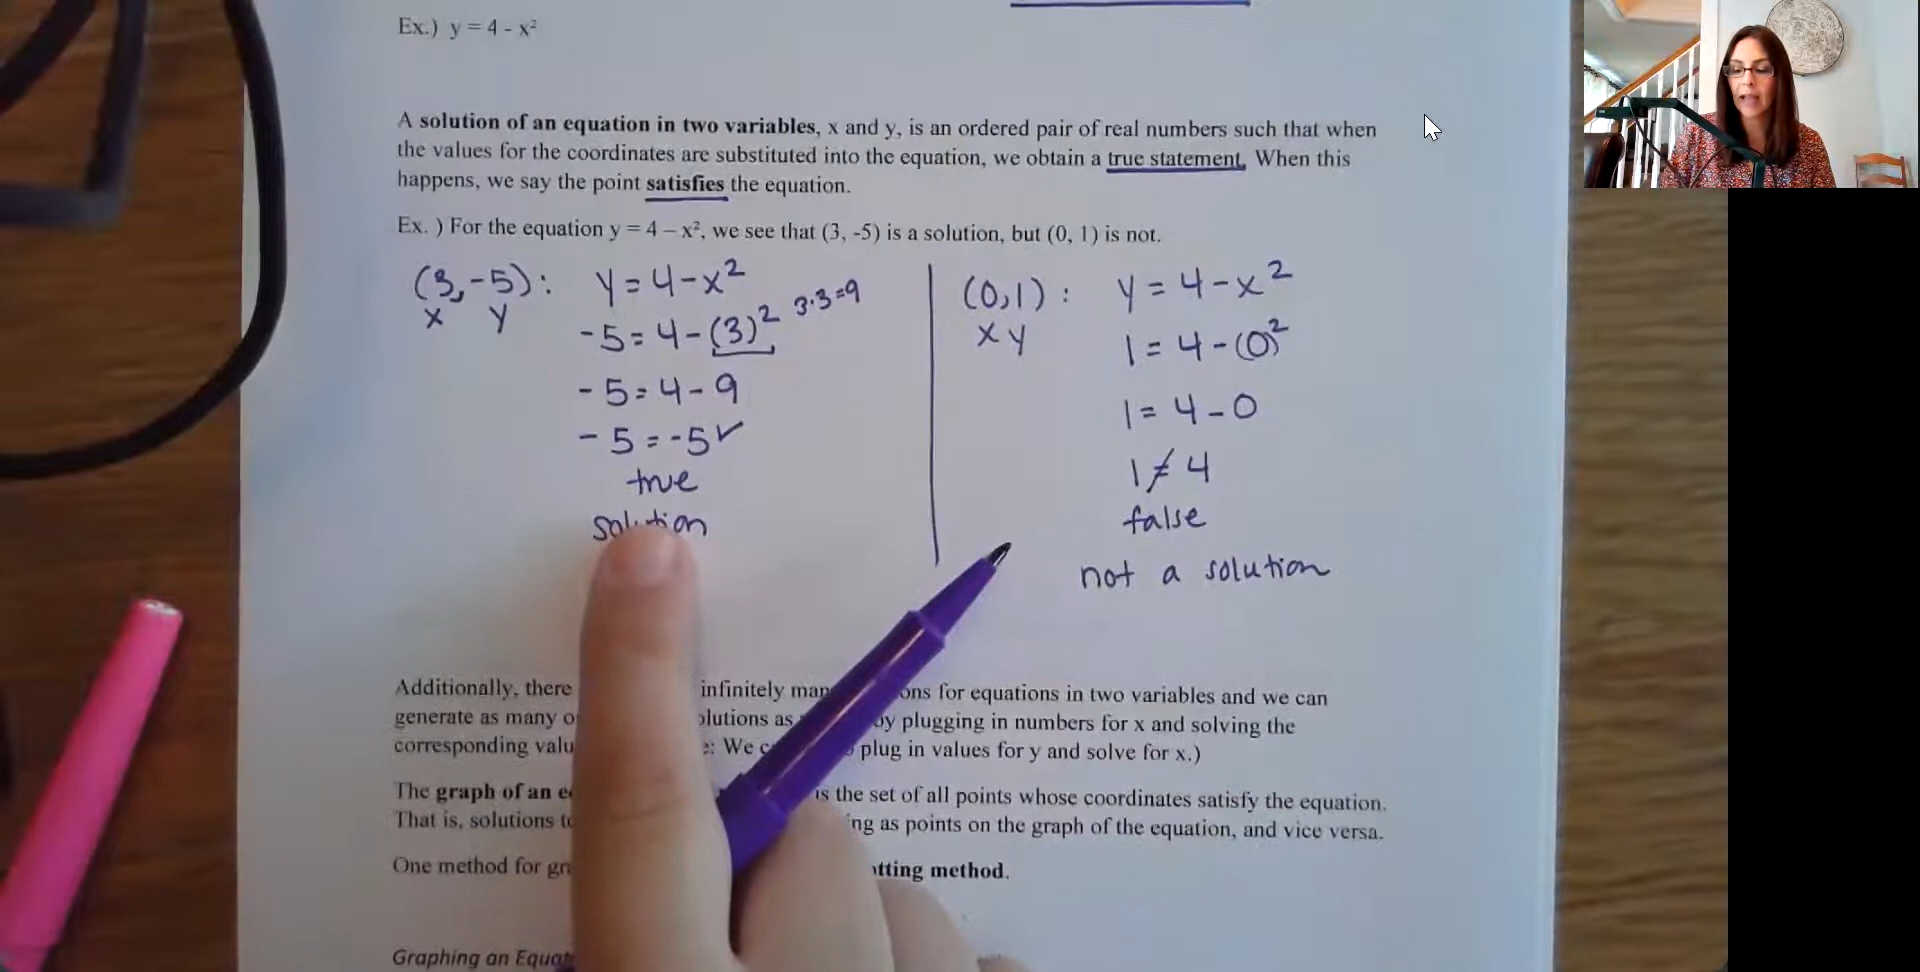 Ex.) y = 4 - x²
A solution of an equation in two variables, x and y, is an ordered pair of real numbers such that when
the values for the coordinates are substituted into the equation, we obtain a true statement. When this
happens, we say the point satisfies the equation.
Ex. ) For the equation y = 4 – x², we see that (3, -5) is a solution, but (0, 1) is not.
(3, -5) :
x y
y = 4 - x²
-5 = 4 - (3)² 3·3=9
-5 = 4 - 9
-5 = -5 ✓
true
solution
(0,1) :
x y
y = 4 - x²
1 = 4 - (0)²
1 = 4 - 0
1 ≠ 4
false
not a solution
Additionally, there infinitely for equations in two variables and we can
generate as many as by plugging in numbers for x and solving the
corresponding We plug in values for y and solve for x.)
The graph of an is the set of all points whose coordinates satisfy the equation.
That is, solutions as points on the graph of the equation, and vice versa.
One method for method.
Graphing an